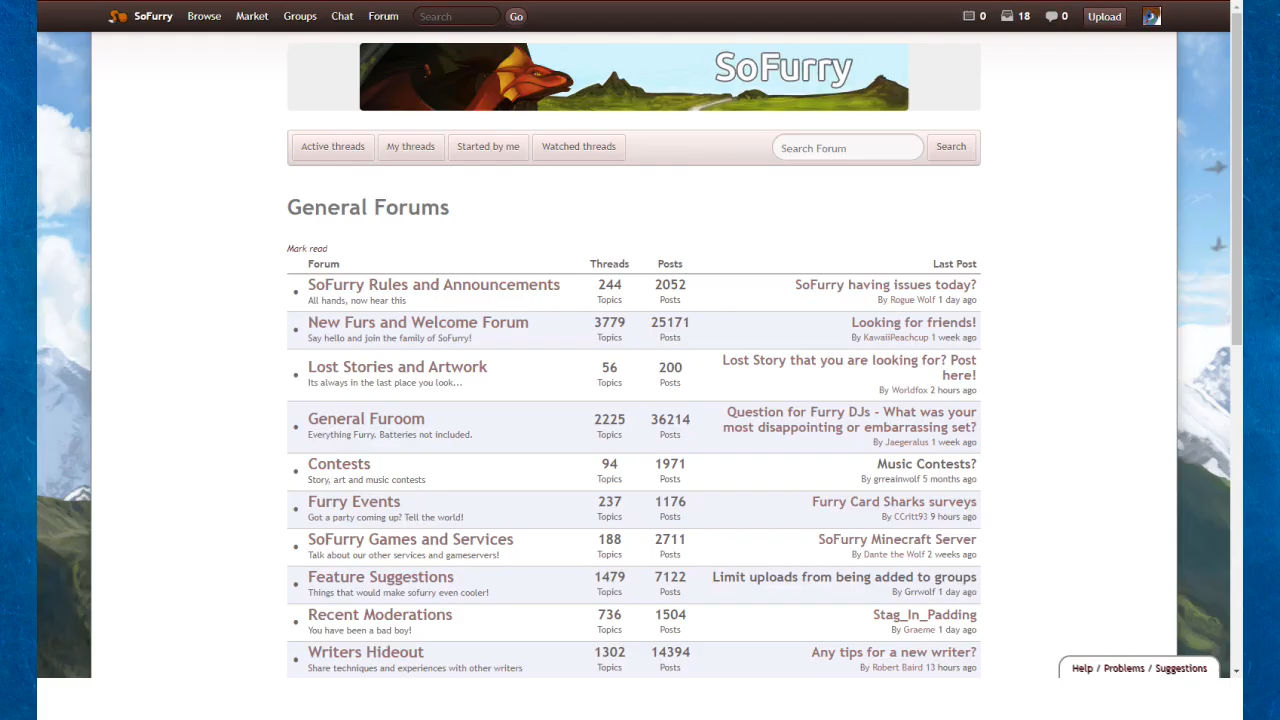 SoFurry Browse Market Groups Chat Forum Search Go 0 18 0 Upload
SoFurry
Active threads My threads Started by me Watched threads Search Forum Search
General Forums
Mark read
Forum Threads Posts Last Post
SoFurry Rules and Announcements 244 2052 SoFurry having issues today?
All hands, now hear this Topics Posts By Rogue Wolf 1 day ago
New Furs and Welcome Forum 3779 25171 Looking for friends!
Say hello and join the family of SoFurry! Topics Posts By KawaiiPeachcup 1 week ago
Lost Stories and Artwork 56 200 Lost Story that you are looking for? Post
here!
Its always in the last place you look... Topics Posts By Worldfox 2 hours ago
General Furoom 2225 36214 Question for Furry DJs - What was your
most disappointing or embarrassing set?
Everything Furry. Batteries not included. Topics Posts By Jaegeralus 1 week ago
Contests 94 1971 Music Contests?
Story, art and music contests Topics Posts By grreainwolf 5 months ago
Furry Events 237 1176 Furry Card Sharks surveys
Got a party coming up? Tell the world! Topics Posts By CCritt93 9 hours ago
SoFurry Games and Services 188 2711 SoFurry Minecraft Server
Talk about our other services and gameservers! Topics Posts By Dante the Wolf 2 weeks ago
Feature Suggestions 1479 7122 Limit uploads from being added to groups
Things that would make sofurry even cooler! Topics Posts By Grrwolf 1 day ago
Recent Moderations 736 1504 Stag_In_Padding
You have been a bad boy! Topics Posts By Graeme 1 day ago
Writers Hideout 1302 14394 Any tips for a new writer?
Share techniques and experiences with other writers Topics Posts By Robert Baird 13 hours ago
Help / Problems / Suggestions